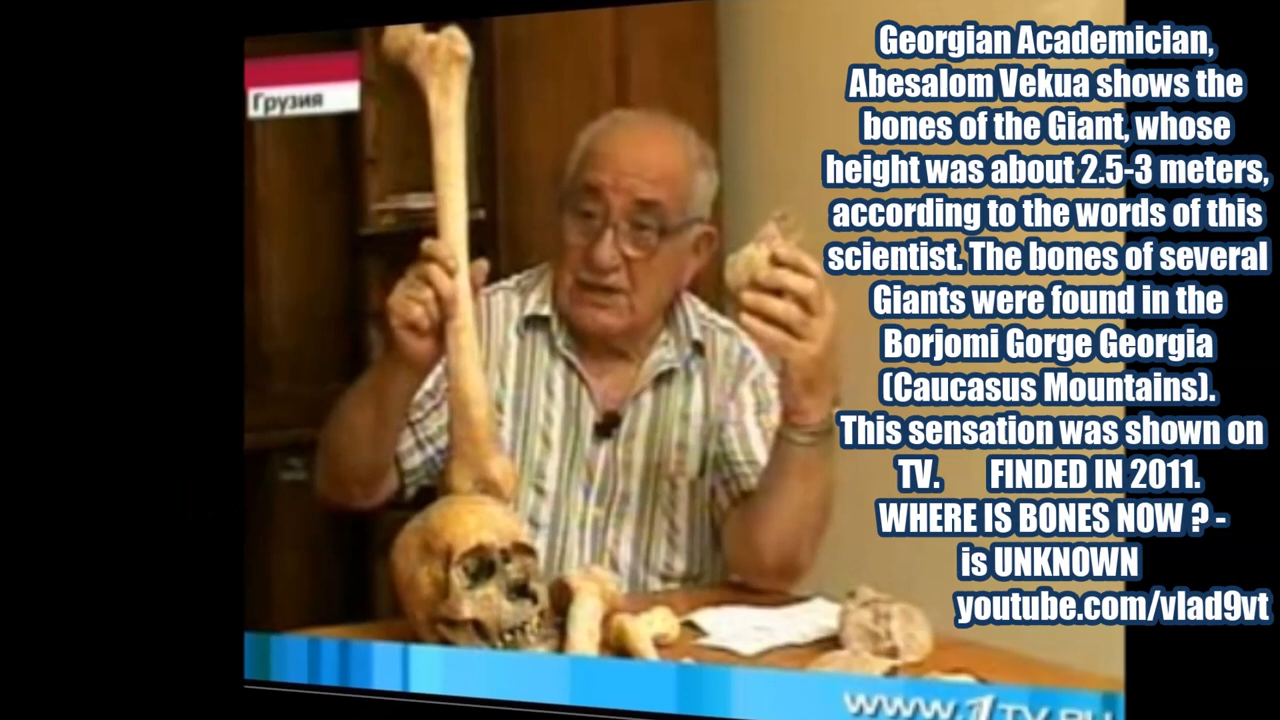 Грузия
Georgian Academician,
Abesalom Vekua shows the
bones of the Giant, whose
height was about 2.5-3 meters,
according to the words of this
scientist. The bones of several
Giants were found in the
Borjomi Gorge Georgia
(Caucasus Mountains).
This sensation was shown on
TV. FINDED IN 2011.
WHERE IS BONES NOW ? -
is UNKNOWN
youtube.com/vlad9vt
www.1TV.RU